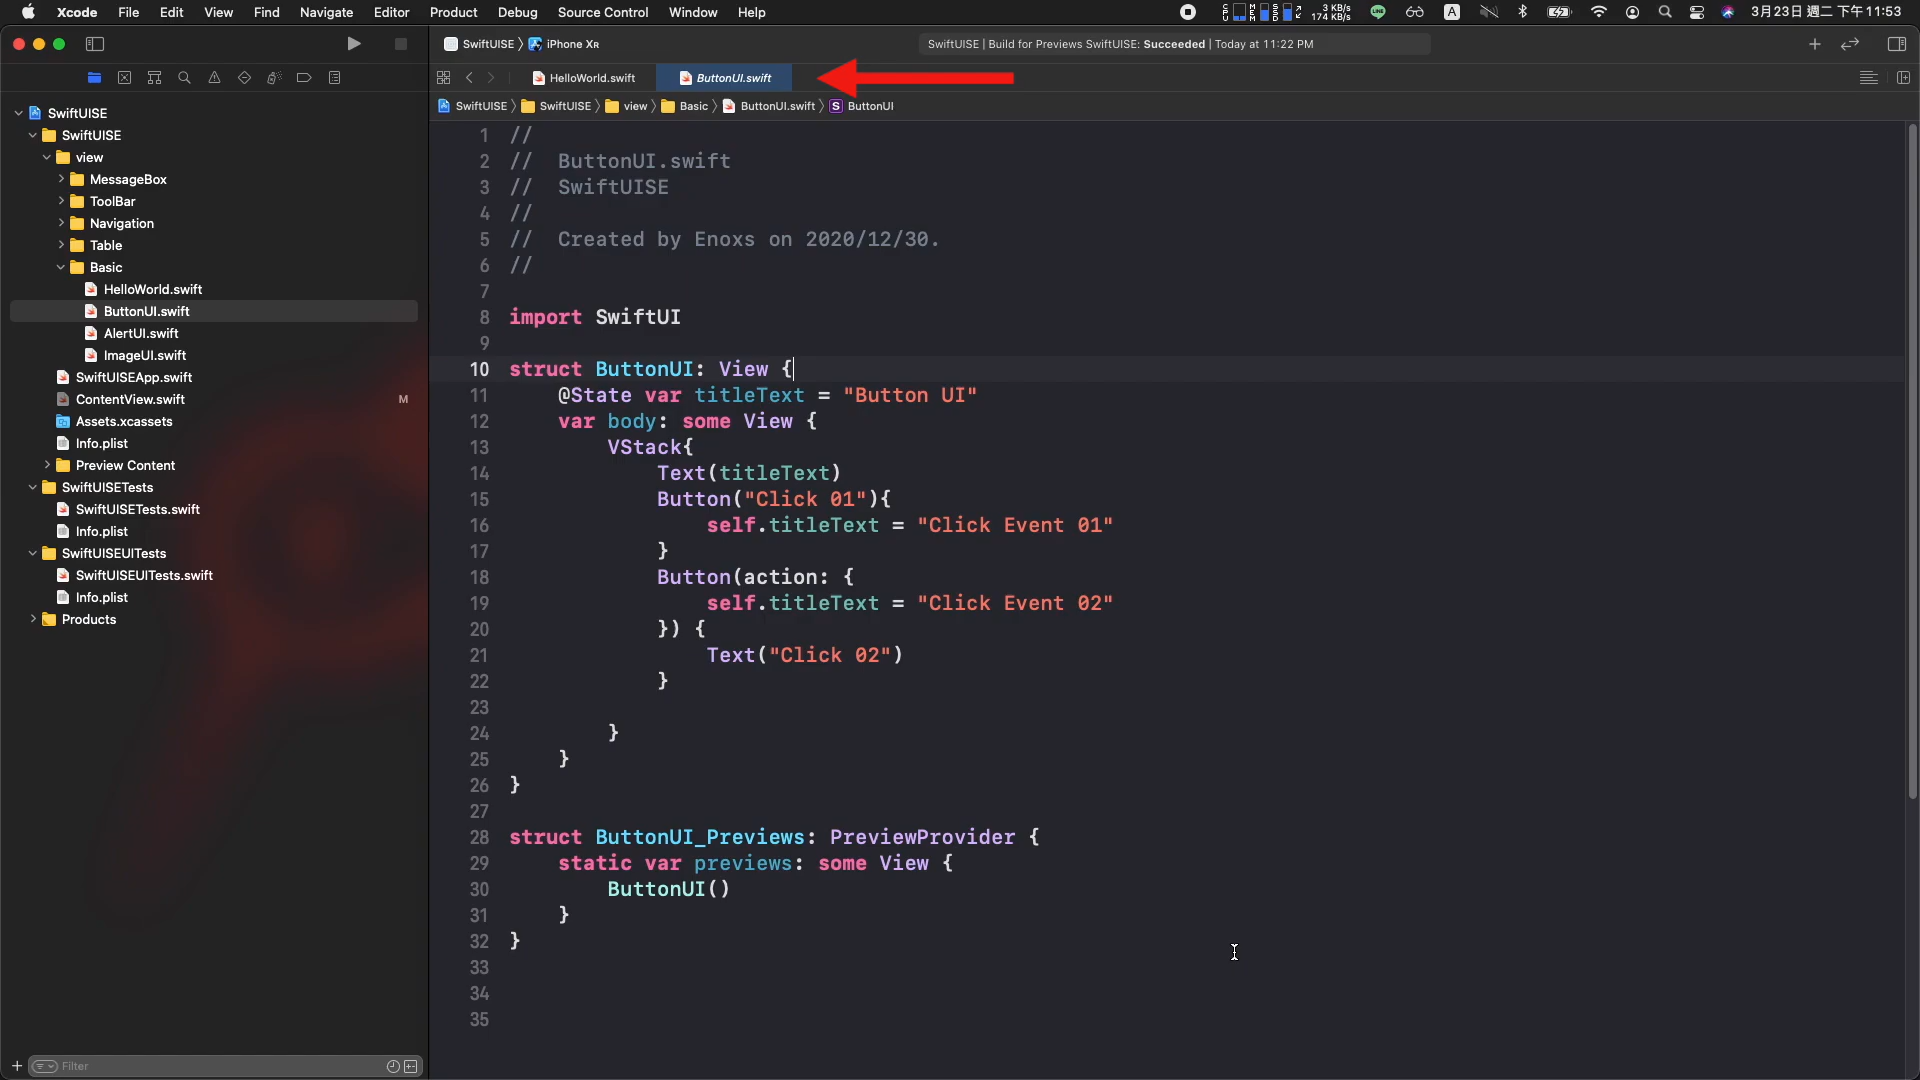 Xcode File Edit View Find Navigate Editor Product Debug Source Control Window Help
CPU MEM SSD 3 KB/s 174 KB/s A 3月23日 週二 下午11:53
SwiftUISE iPhone XR
SwiftUISE | Build for Previews SwiftUISE: Succeeded | Today at 11:22 PM
HelloWorld.swift ButtonUI.swift
SwiftUISE SwiftUISE view Basic ButtonUI.swift S ButtonUI
SwiftUISE
SwiftUISE
view
MessageBox
ToolBar
Navigation
Table
Basic
HelloWorld.swift
ButtonUI.swift
AlertUI.swift
ImageUI.swift
SwiftUISEApp.swift
ContentView.swift M
Assets.xcassets
Info.plist
Preview Content
SwiftUISETests
SwiftUISETests.swift
Info.plist
SwiftUISEUITests
SwiftUISEUITests.swift
Info.plist
Products
Filter
1 //
2 // ButtonUI.swift
3 // SwiftUISE
4 //
5 // Created by Enoxs on 2020/12/30.
6 //
7
8 import SwiftUI
9
10 struct ButtonUI: View {
11 @State var titleText = "Button UI"
12 var body: some View {
13 VStack{
14 Text(titleText)
15 Button("Click 01"){
16 self.titleText = "Click Event 01"
17 }
18 Button(action: {
19 self.titleText = "Click Event 02"
20 }) {
21 Text("Click 02")
22 }
23
24 }
25 }
26 }
27
28 struct ButtonUI_Previews: PreviewProvider {
29 static var previews: some View {
30 ButtonUI()
31 }
32 }
33
34
35